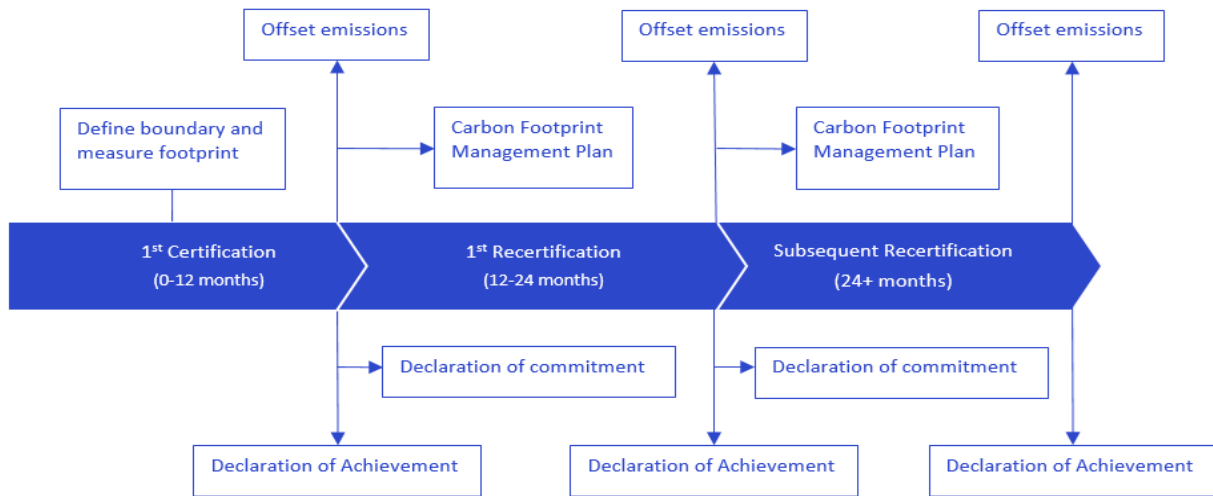 Offset emissions
Offset emissions
Offset emissions
Define boundary and
measure footprint
Carbon Footprint
Management Plan
Carbon Footprint
Management Plan
1st Certification
(0-12 months)
1st Recertification
(12-24 months)
Subsequent Recertification
(24+ months)
Declaration of commitment
Declaration of commitment
Declaration of Achievement
Declaration of Achievement
Declaration of Achievement